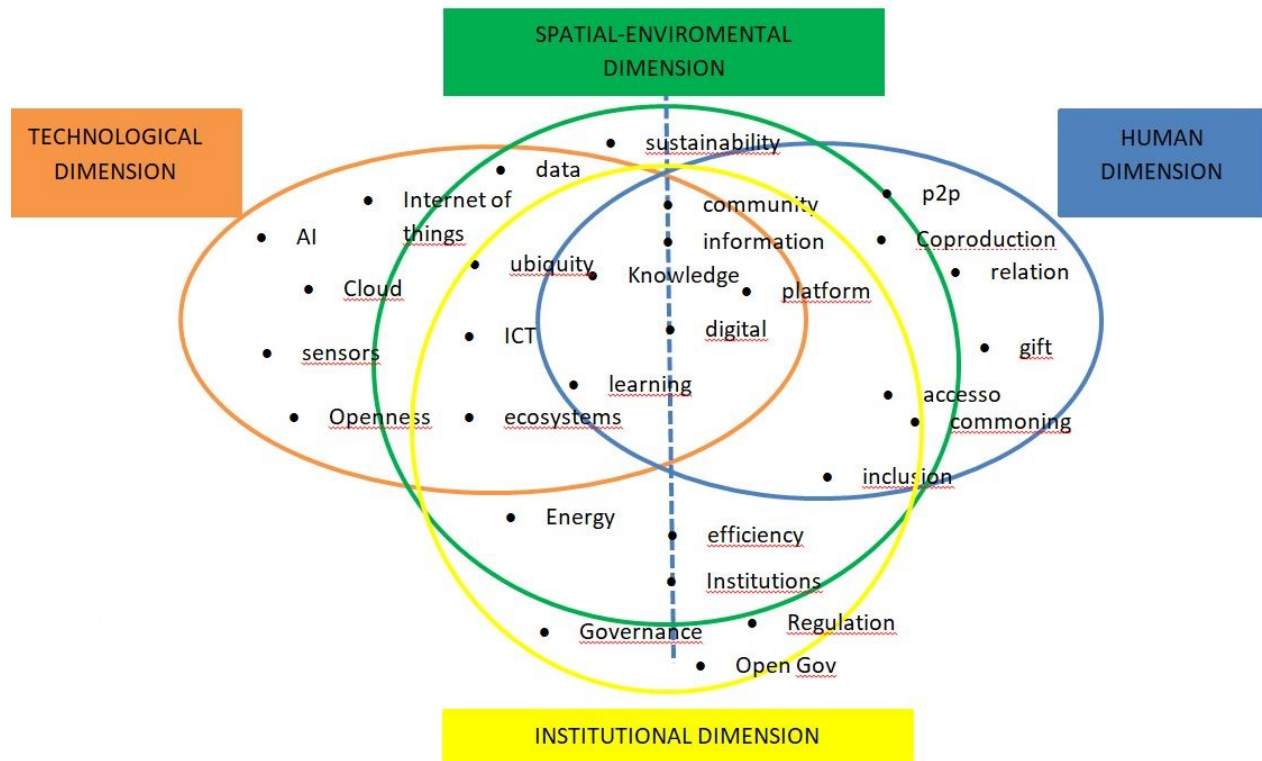 SPATIAL-ENVIROMENTAL
DIMENSION
TECHNOLOGICAL
DIMENSION
HUMAN
DIMENSION
• sustainability
• data
• Internet of
things
• AI
• Cloud
• sensors
• Openness
• ubiquity
• ICT
• ecosystems
• community
• information
• Knowledge
• platform
• digital
• learning
• p2p
• Coproduction
• relation
• gift
• accesso
• commoning
• inclusion
• Energy
• efficiency
• Institutions
• Governance
• Regulation
• Open Gov
INSTITUTIONAL DIMENSION